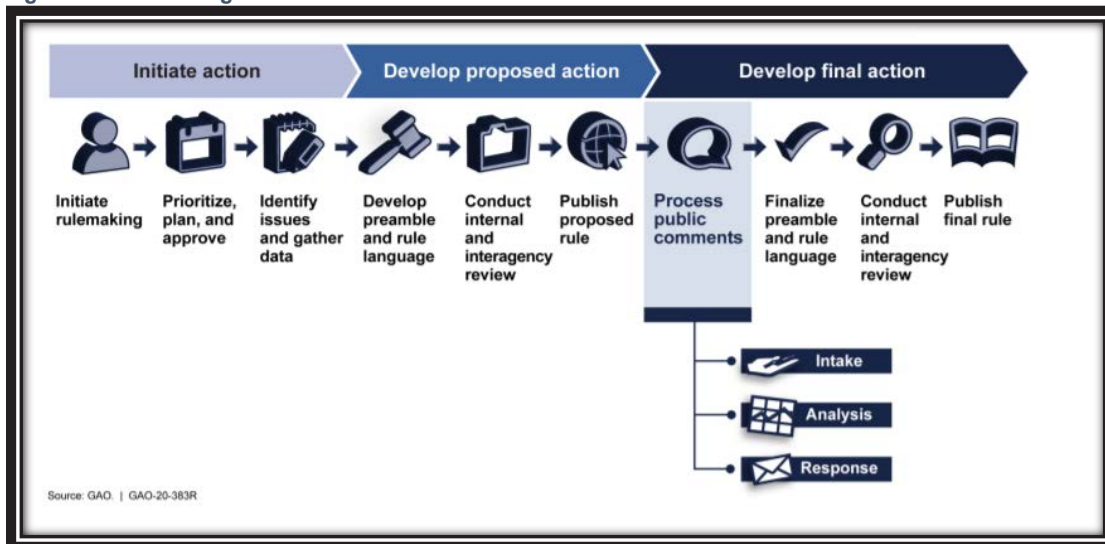 Initiate action
Develop proposed action
Develop final action
Initiate
rulemaking
Prioritize,
plan, and
approve
Identify
issues
and gather
data
Develop
preamble
and rule
language
Conduct
internal
and
interagency
review
Publish
proposed
rule
Process
public
comments
Finalize
preamble
and rule
language
Conduct
internal
and
interagency
review
Publish
final rule
Intake
Analysis
Response
Source: GAO. | GAO-20-383R